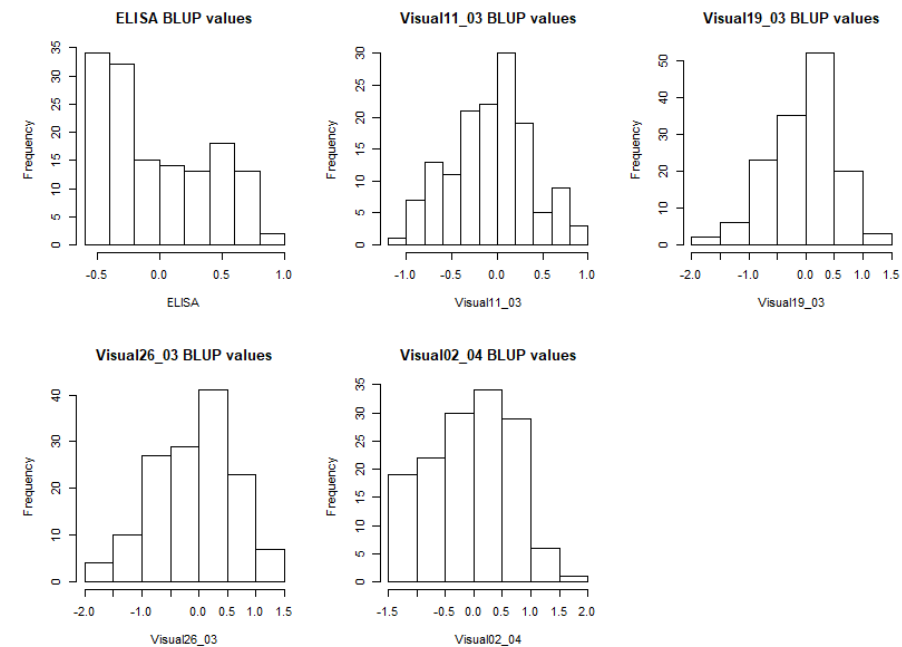 ELISA BLUP values
Frequency
0 5 10 15 20 25 30 35
-0.5 0.0 0.5 1.0
ELISA
Visual11_03 BLUP values
Frequency
0 5 10 15 20 25 30
-1.0 -0.5 0.0 0.5 1.0
Visual11_03
Visual19_03 BLUP values
Frequency
0 10 20 30 40 50
-2.0 -1.0 0.0 0.5 1.0 1.5
Visual19_03
Visual26_03 BLUP values
Frequency
0 10 20 30 40
-2.0 -1.0 0.0 0.5 1.0 1.5
Visual26_03
Visual02_04 BLUP values
Frequency
0 5 10 15 20 25 30 35
-1.5 -0.5 0.0 0.5 1.0 2.0
Visual02_04